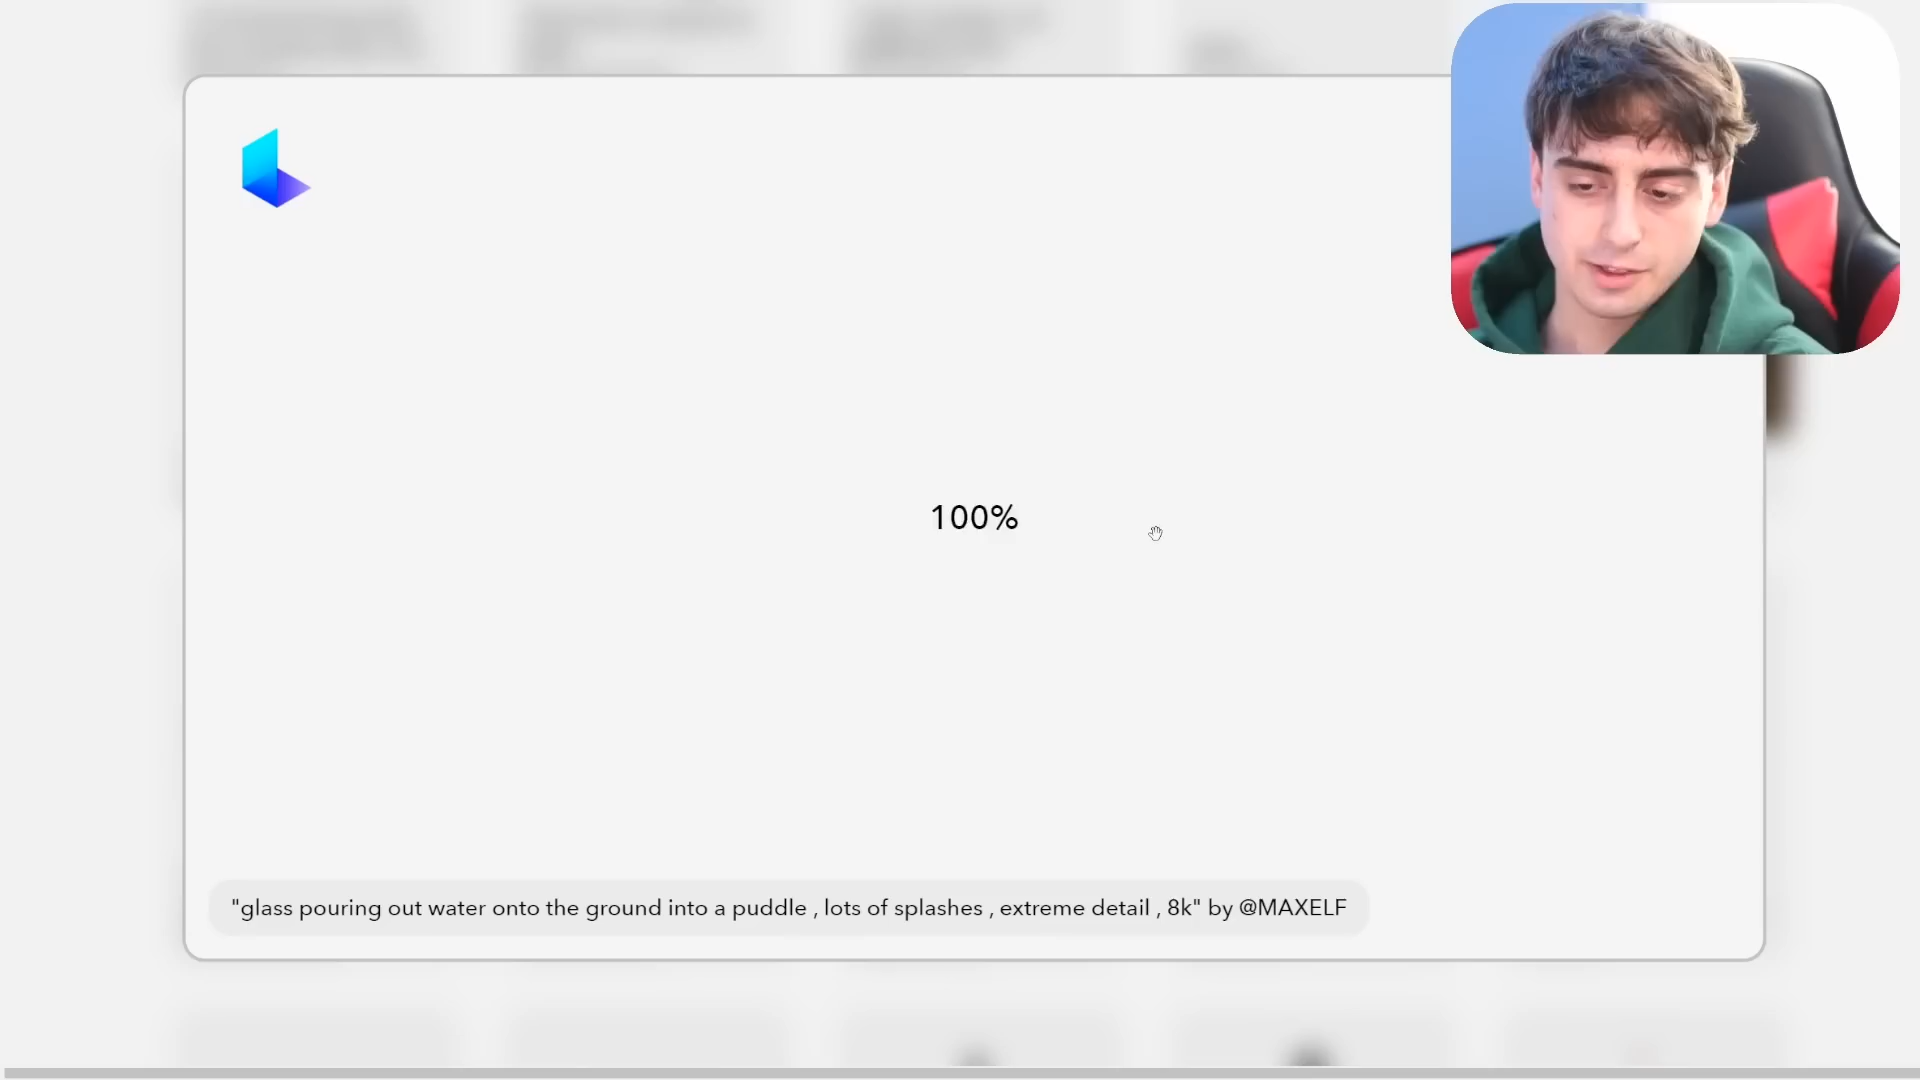 100%
"glass pouring out water onto the ground into a puddle , lots of splashes , extreme detail , 8k" by @MAXELF